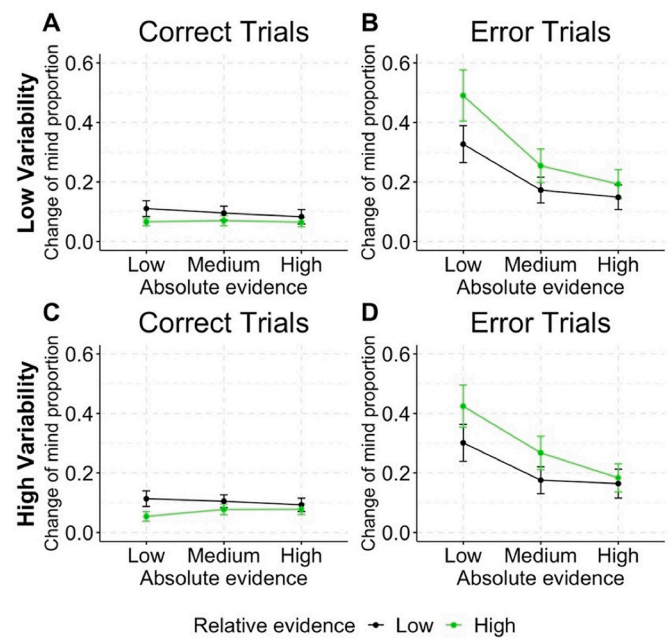 A Correct Trials
B Error Trials
Low Variability
Change of mind proportion
0.6
0.4
0.2
0.0
Low Medium High
Absolute evidence
Change of mind proportion
0.6
0.4
0.2
0.0
Low Medium High
Absolute evidence
C Correct Trials
D Error Trials
High Variability
Change of mind proportion
0.6
0.4
0.2
0.0
Low Medium High
Absolute evidence
Change of mind proportion
0.6
0.4
0.2
0.0
Low Medium High
Absolute evidence
Relative evidence Low High